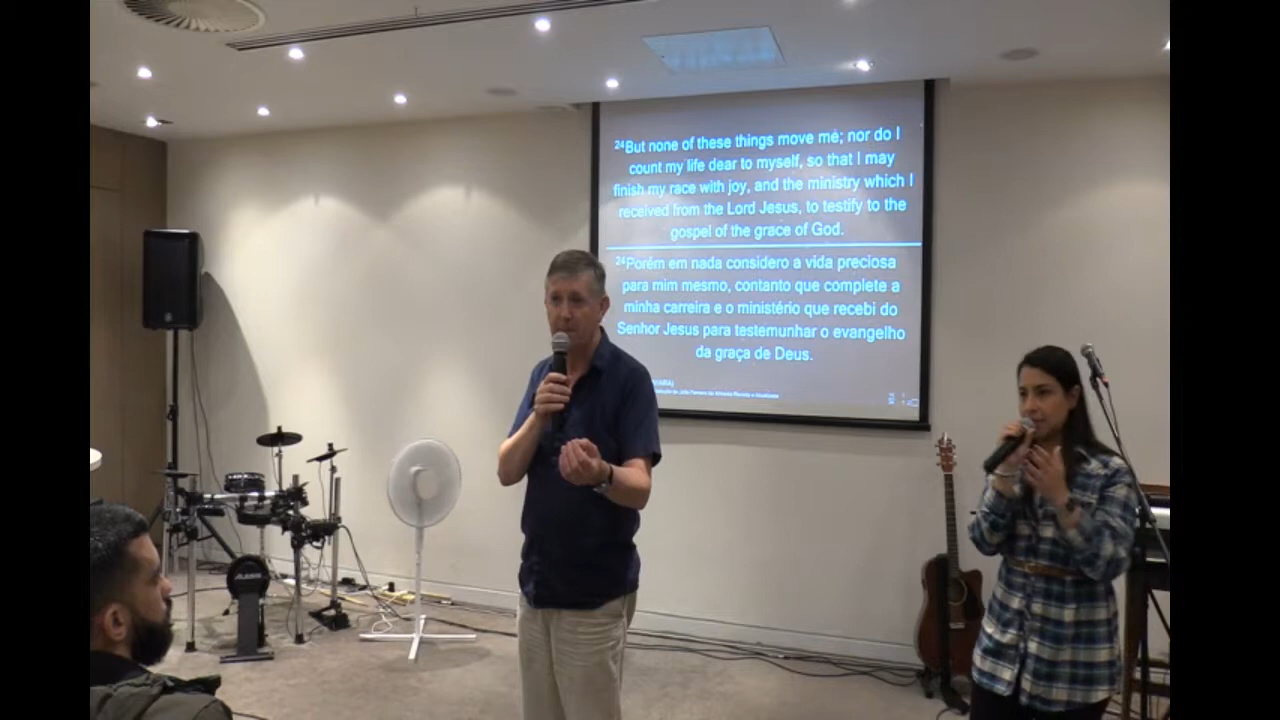 24But none of these things move me; nor do I
count my life dear to myself, so that I may
finish my race with joy, and the ministry which I
received from the Lord Jesus, to testify to the
gospel of the grace of God.
24Porém em nada considero a vida preciosa
para mim mesmo, contanto que complete a
minha carreira e o ministério que recebi do
Senhor Jesus para testemunhar o evangelho
da graça de Deus.
ALESIS